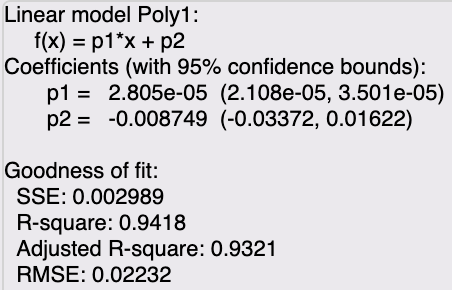 Linear model Poly1:
f(x) = p1*x + p2
Coefficients (with 95% confidence bounds):
p1 = 2.805e-05 (2.108e-05, 3.501e-05)
p2 = -0.008749 (-0.03372, 0.01622)
Goodness of fit:
SSE: 0.002989
R-square: 0.9418
Adjusted R-square: 0.9321
RMSE: 0.02232